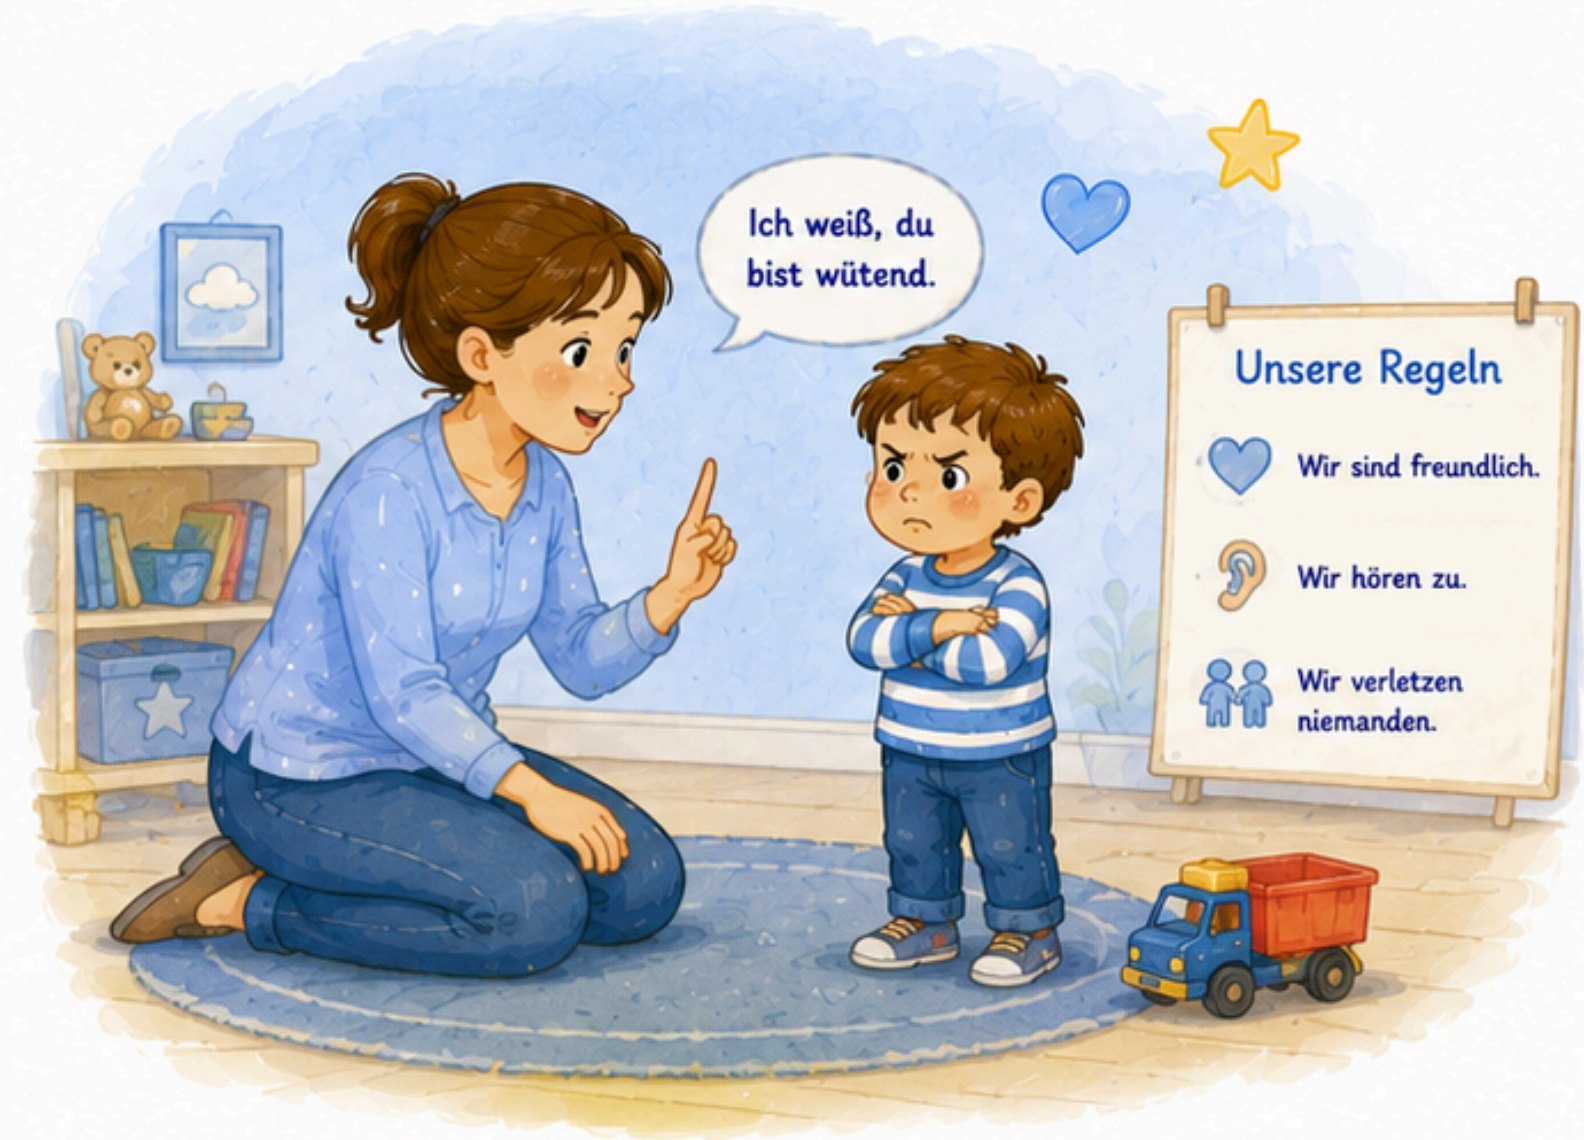 Ich weiß, du
bist wütend.
Unsere Regeln
Wir sind freundlich.
Wir hören zu.
Wir verletzen
niemanden.